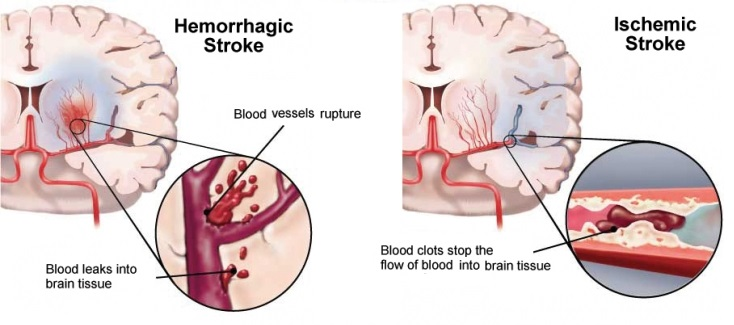 Hemorrhagic
Stroke
Blood vessels rupture
Blood leaks into
brain tissue
Ischemic
Stroke
Blood clots stop the
flow of blood into brain tissue